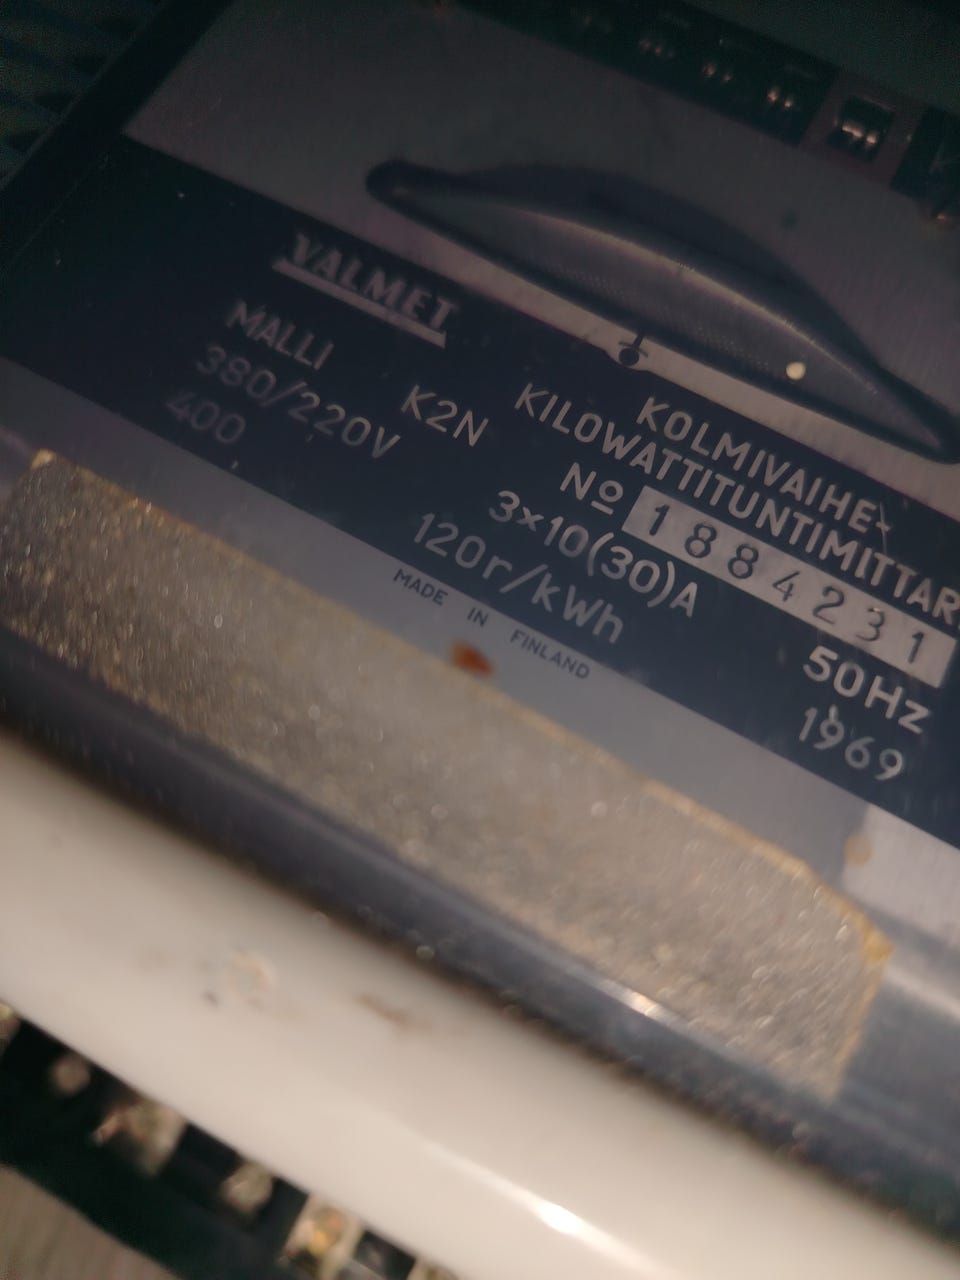 VALMET
KOLMIVAIHE-
KILOWATTITUNTIMITTARI
MALLI K2N Nº 1884231
380/220V 3×10(30)A 50Hz
400 120r/kWh 1969
MADE IN FINLAND